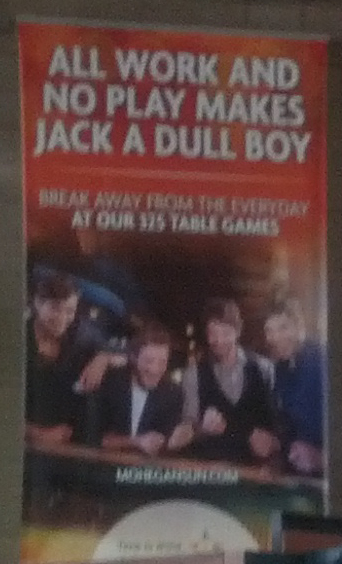 ALL WORK AND
NO PLAY MAKES
JACK A DULL BOY
BREAK AWAY FROM THE EVERYDAY
AT OUR $25 TABLE GAMES
MOHEGANSUN.COM